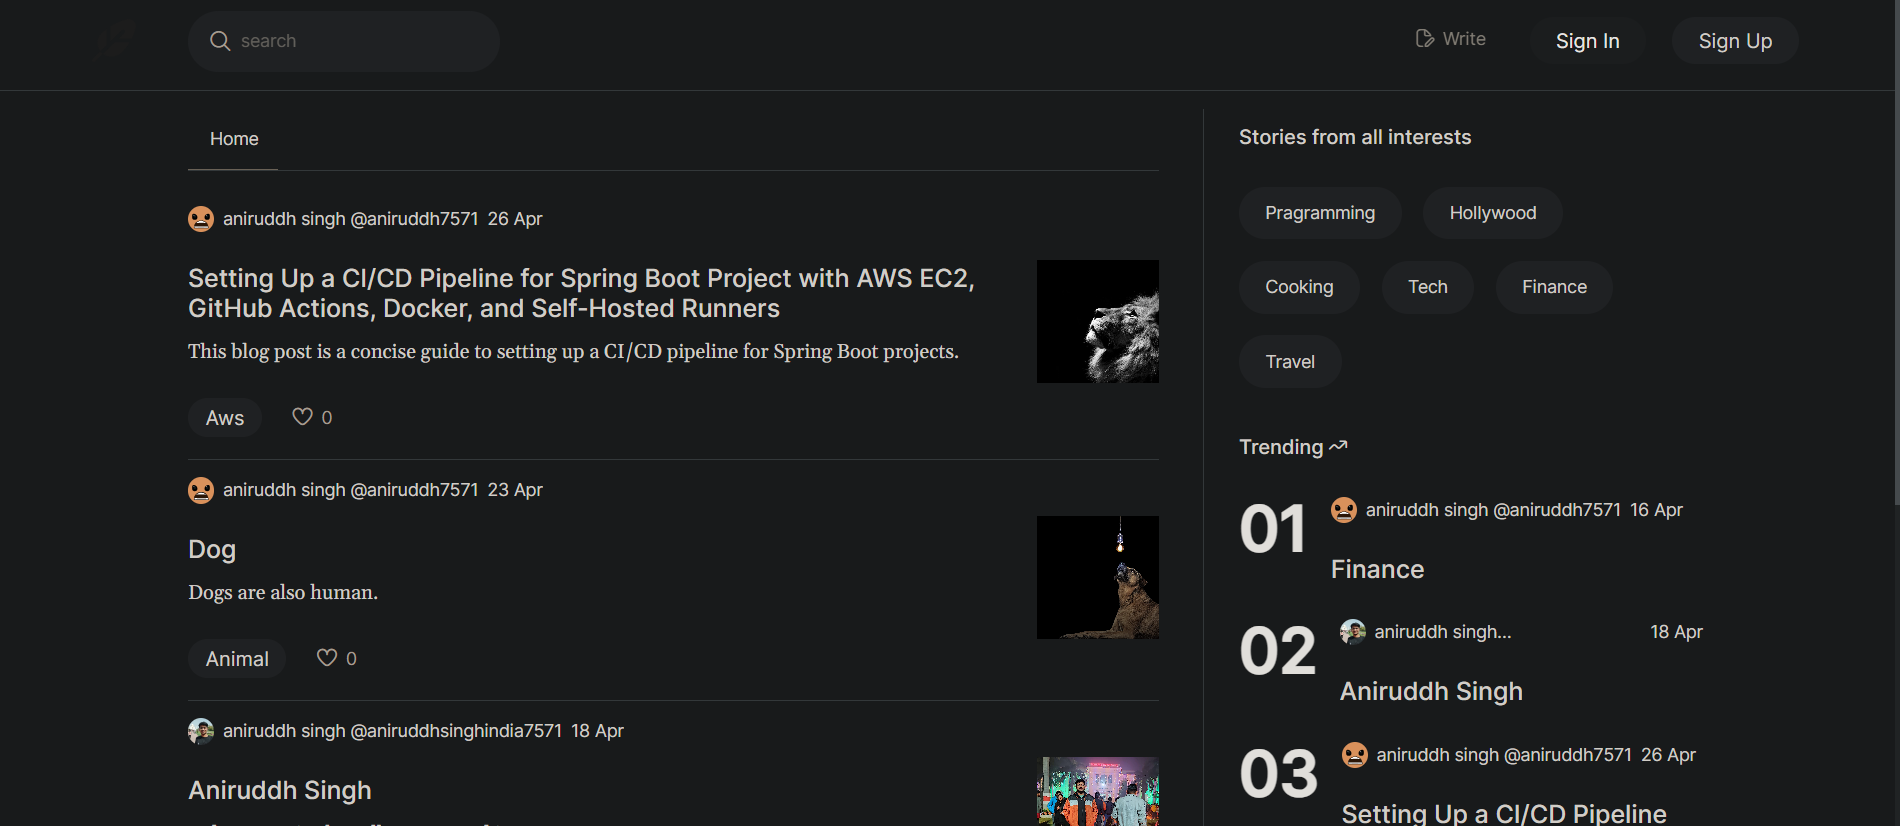 search
Write
Sign In
Sign Up
Home
aniruddh singh @aniruddh7571 26 Apr
Setting Up a CI/CD Pipeline for Spring Boot Project with AWS EC2,
GitHub Actions, Docker, and Self-Hosted Runners
This blog post is a concise guide to setting up a CI/CD pipeline for Spring Boot projects.
Aws
0
aniruddh singh @aniruddh7571 23 Apr
Dog
Dogs are also human.
Animal
0
aniruddh singh @aniruddhsinghindia7571 18 Apr
Aniruddh Singh
Stories from all interests
Pragramming
Hollywood
Cooking
Tech
Finance
Travel
Trending
01
aniruddh singh @aniruddh7571 16 Apr
Finance
02
aniruddh singh... 18 Apr
Aniruddh Singh
03
aniruddh singh @aniruddh7571 26 Apr
Setting Up a CI/CD Pipeline